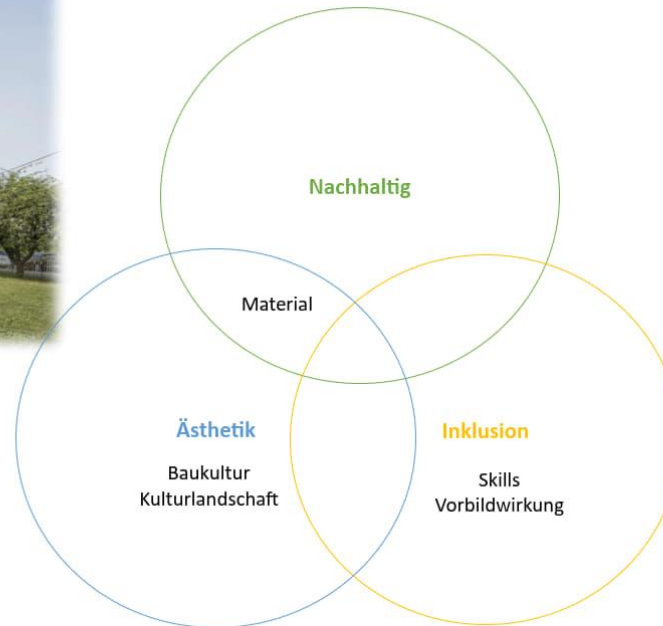 Nachhaltig
Material
Ästhetik
Baukultur
Kulturlandschaft
Inklusion
Skills
Vorbildwirkung